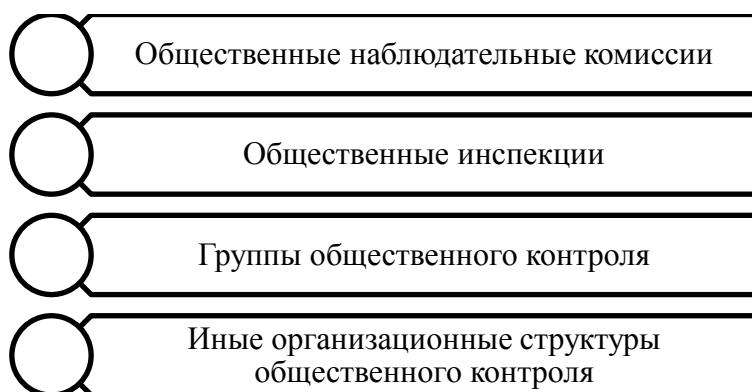 Общественные наблюдательные комиссии
Общественные инспекции
Группы общественного контроля
Иные организационные структуры
общественного контроля